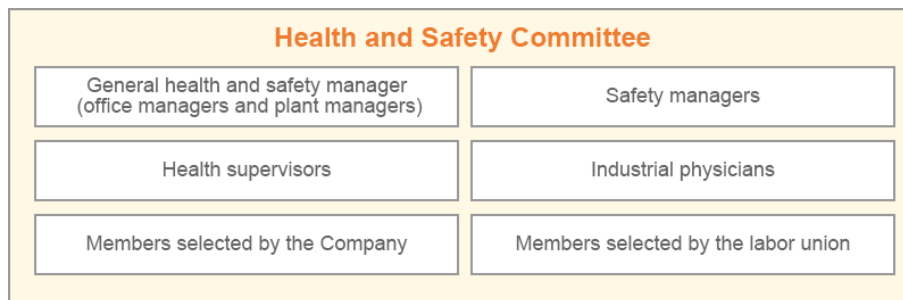 Health and Safety Committee
General health and safety manager
(office managers and plant managers)
Safety managers
Health supervisors
Industrial physicians
Members selected by the Company
Members selected by the labor union